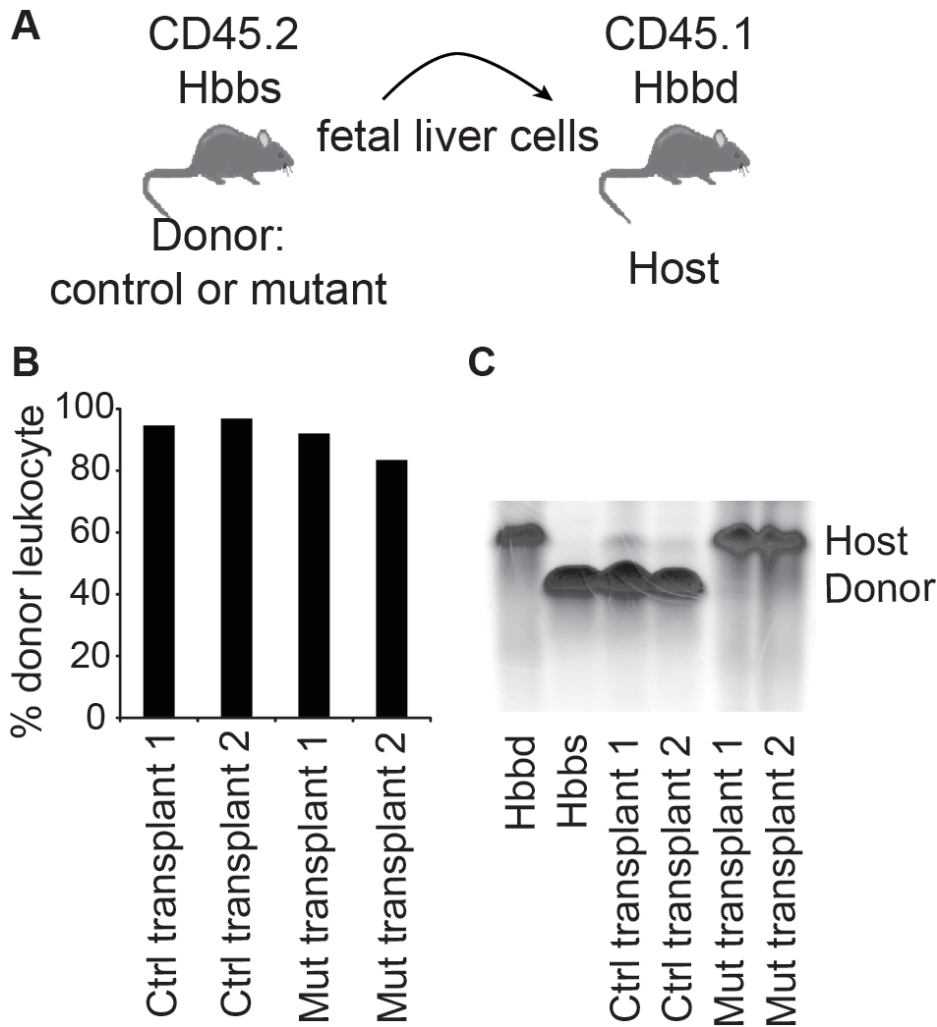 A
CD45.2
Hbbs
CD45.1
Hbbd
fetal liver cells
Donor:
control or mutant
Host
B
% donor leukocyte
100
80
60
40
20
0
Ctrl transplant 1
Ctrl transplant 2
Mut transplant 1
Mut transplant 2
C
Host
Donor
Hbbd
Hbbs
Ctrl transplant 1
Ctrl transplant 2
Mut transplant 1
Mut transplant 2